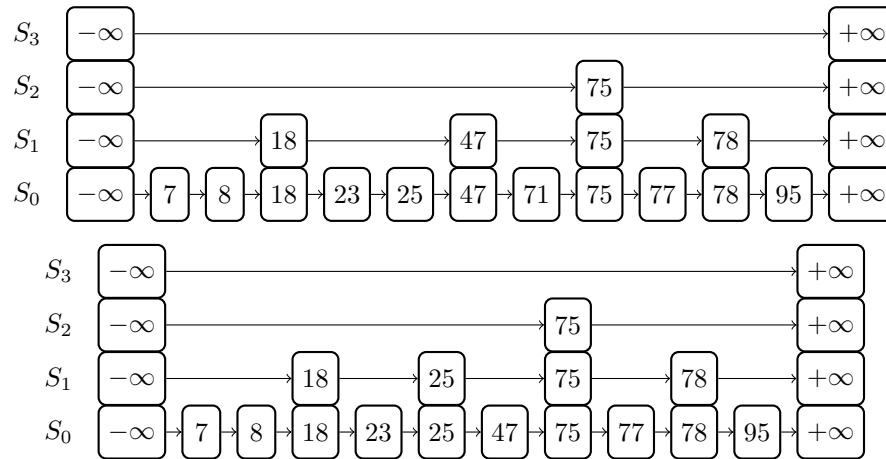 S₃ −∞ +∞
S₂ −∞ 75 +∞
S₁ −∞ 18 47 75 78 +∞
S₀ −∞ 7 8 18 23 25 47 71 75 77 78 95 +∞
S₃ −∞ +∞
S₂ −∞ 75 +∞
S₁ −∞ 18 25 75 78 +∞
S₀ −∞ 7 8 18 23 25 47 75 77 78 95 +∞